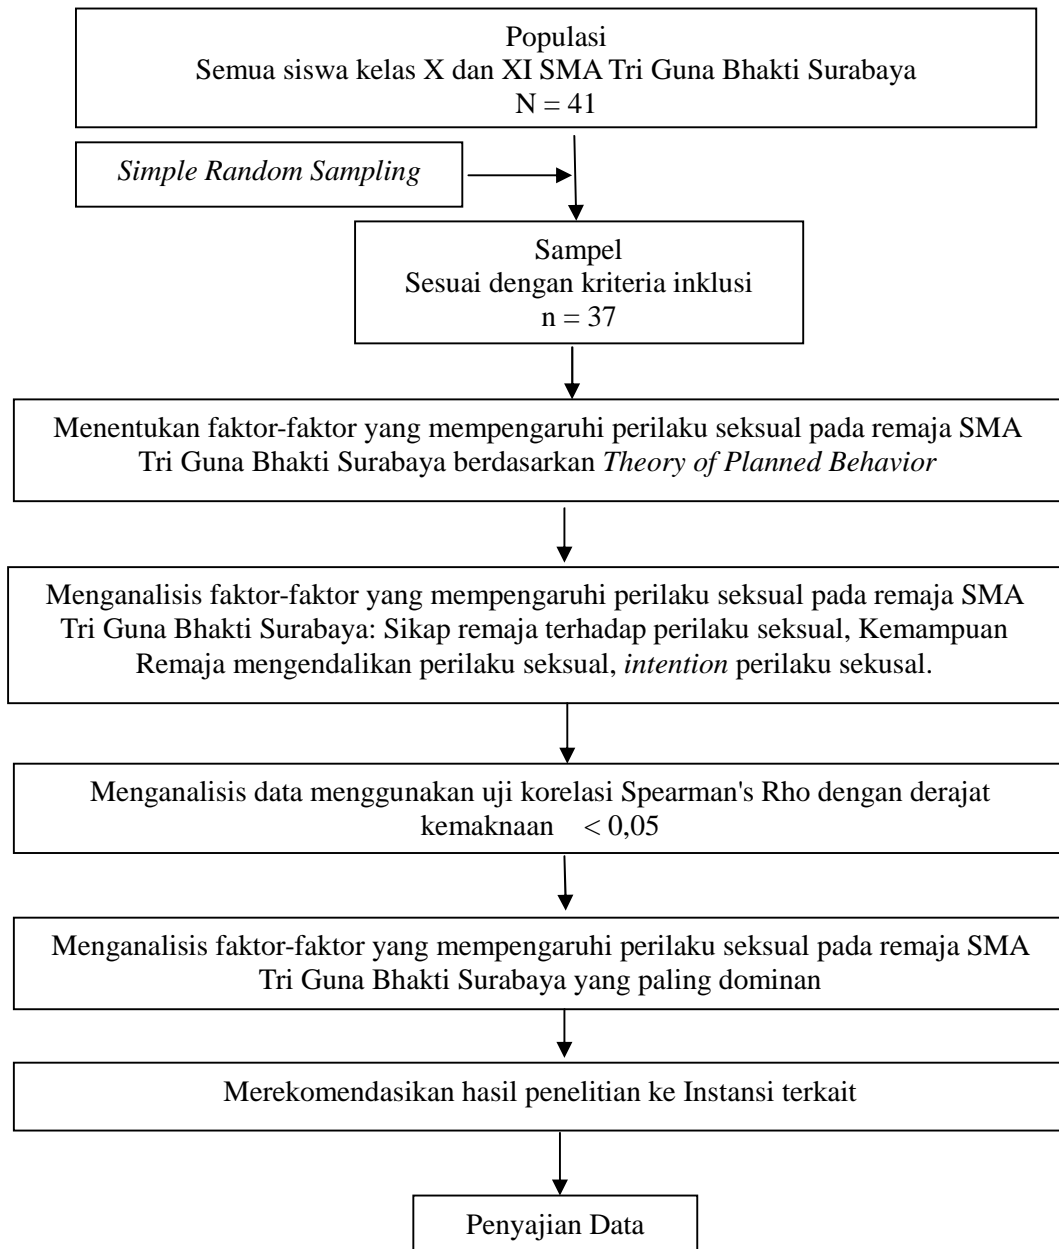 Populasi
Semua siswa kelas X dan XI SMA Tri Guna Bhakti Surabaya
N = 41
Simple Random Sampling
Sampel
Sesuai dengan kriteria inklusi
n = 37
Menentukan faktor-faktor yang mempengaruhi perilaku seksual pada remaja SMA
Tri Guna Bhakti Surabaya berdasarkan Theory of Planned Behavior
Menganalisis faktor-faktor yang mempengaruhi perilaku seksual pada remaja SMA
Tri Guna Bhakti Surabaya: Sikap remaja terhadap perilaku seksual, Kemampuan
Remaja mengendalikan perilaku seksual, intention perilaku sekusal.
Menganalisis data menggunakan uji korelasi Spearman's Rho dengan derajat
kemaknaan < 0,05
Menganalisis faktor-faktor yang mempengaruhi perilaku seksual pada remaja SMA
Tri Guna Bhakti Surabaya yang paling dominan
Merekomendasikan hasil penelitian ke Instansi terkait
Penyajian Data